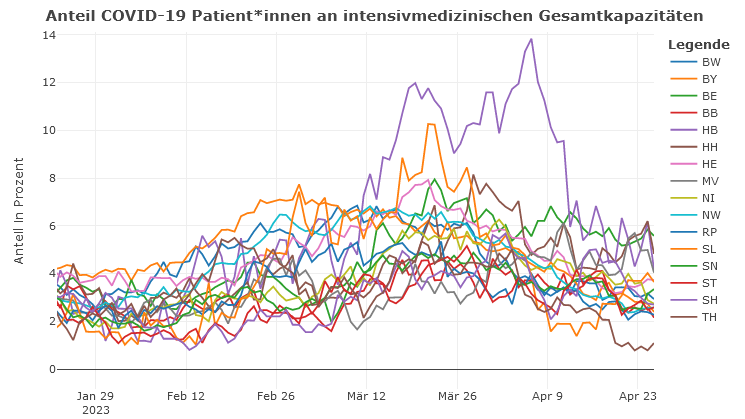 Anteil COVID-19 Patient*innen an intensivmedizinischen Gesamtkapazitäten
Anteil in Prozent
14
12
10
8
6
4
2
0
Jan 29
2023
Feb 12
Feb 26
Mär 12
Mär 26
Apr 9
Apr 23
Legende
BW
BY
BE
BB
HB
HH
HE
MV
NI
NW
RP
SL
SN
ST
SH
TH